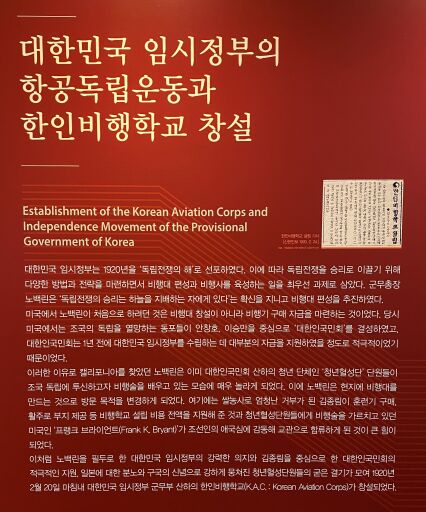 대한민국 임시정부의
항공독립운동과
한인비행학교 창설
Establishment of the Korean Aviation Corps and
Independence Movement of the Provisional
Government of Korea
한인비행학교 설립 기사
대한민국 임시정부는 1920년을 '독립전쟁의 해'로 선포하였다. 이에 따라 독립전쟁을 승리로 이끌기 위해
다양한 방법과 전략을 마련하면서 비행대 편성과 비행사를 육성하는 일을 최우선 과제로 삼았다. 군무총장
노백린은 '독립전쟁의 승리는 하늘을 지배하는 자에게 있다'는 확신을 지니고 비행대 편성을 추진하였다.
미국에서 노백린이 처음으로 하려던 것은 비행대 창설이 아니라 비행기 구매 자금을 마련하는 것이었다. 당시
미국에서는 조국의 독립을 열망하는 동포들이 안창호, 이승만을 중심으로 '대한인국민회'를 결성하였고,
대한인국민회는 1년 전에 대한민국 임시정부를 수립하는 데 대부분의 자금을 지원하였을 정도로 적극적이었기
때문이었다.
이러한 이유로 캘리포니아를 찾았던 노백린은 이미 대한인국민회 산하의 청년 단체인 '청년혈성단' 단원들이
조국 독립에 투신하고자 비행술을 배우고 있는 모습에 매우 놀라게 되었다. 이에 노백린은 현지에 비행대를
만드는 것으로 방문 목적을 변경하게 되었다. 여기에는 쌀농사로 엄청난 거부가 된 김종림이 훈련기 구매,
활주로 부지 제공 등 비행학교 설립 비용 전액을 지원해 준 것과 청년혈성단원들에게 비행술을 가르치고 있던
미국인 '프랭크 브라이언트(Frank K. Bryant)'가 조선인의 애국심에 감동해 교관으로 합류하게 된 것이 큰 힘이
되었다.
이처럼 노백린을 필두로 한 대한민국 임시정부의 강력한 의지와 김종림을 중심으로 한 대한인국민회의
적극적인 지원, 일본에 대한 분노와 구국의 신념으로 강하게 뭉쳐진 청년혈성단원들의 굳은 결기가 모여 1920년
2월 20일 마침내 대한민국 임시정부 군무부 산하의 한인비행학교(K.A.C. : Korean Aviation Corps)가 창설되었다.